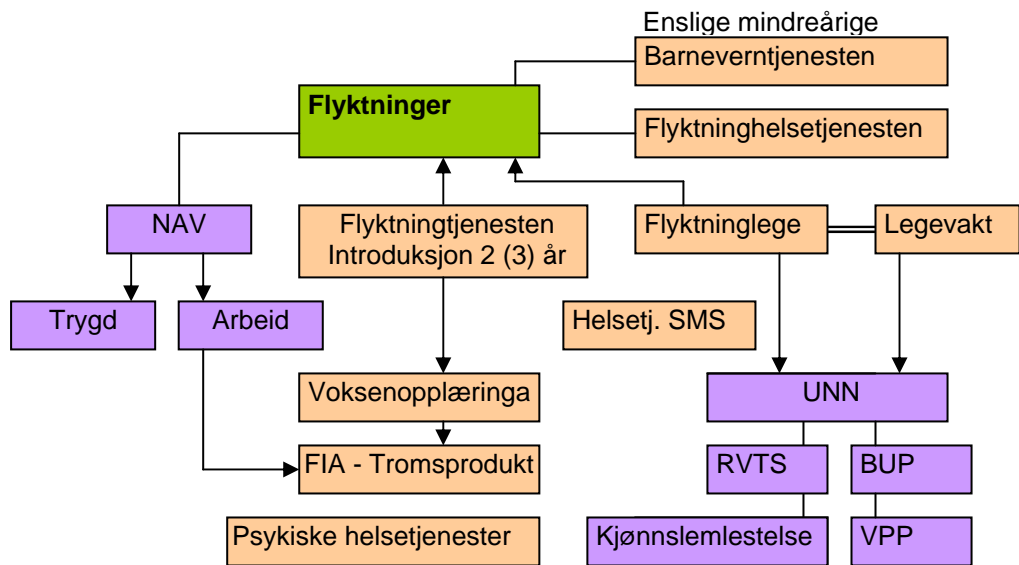 Enslige mindreårige
Barneverntjenesten
Flyktninger
Flyktninghelsetjenesten
NAV
Flyktningtjenesten
Introduksjon 2 (3) år
Flyktninglege
Legevakt
Trygd
Arbeid
Helsetj. SMS
Voksenopplæringa
UNN
FIA - Tromsprodukt
RVTS
BUP
Psykiske helsetjenester
Kjønnslemlestelse
VPP